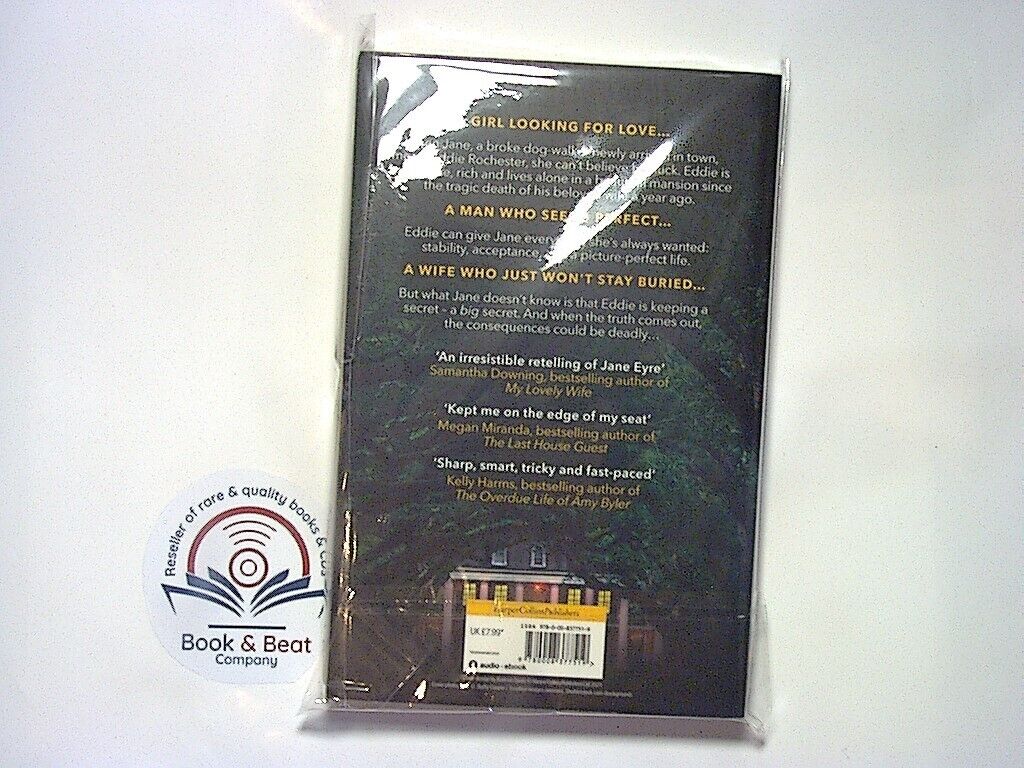 GIRL LOOKING FOR LOVE...
Jane, a broke dog-walker newly arrived in town,
Eddie Rochester, she can't believe her luck. Eddie is
rich and lives alone in a mansion since
the tragic death of his beloved wife a year ago.
A MAN WHO SEEMS PERFECT...
Eddie can give Jane everything she's always wanted:
stability, acceptance, picture-perfect life.
A WIFE WHO JUST WON'T STAY BURIED...
But what Jane doesn't know is that Eddie is keeping a
secret – a big secret. And when the truth comes out,
the consequences could be deadly...
'An irresistible retelling of Jane Eyre'
Samantha Downing, bestselling author of
My Lovely Wife
'Kept me on the edge of my seat'
Megan Miranda, bestselling author of
The Last House Guest
'Sharp, smart, tricky and fast-paced'
Kelly Harms, bestselling author of
The Overdue Life of Amy Byler
HarperCollinsPublishers
UK £7.99*
ISBN
audio · ebook
Reseller of rare & quality books & CDs
Book & Beat
Company